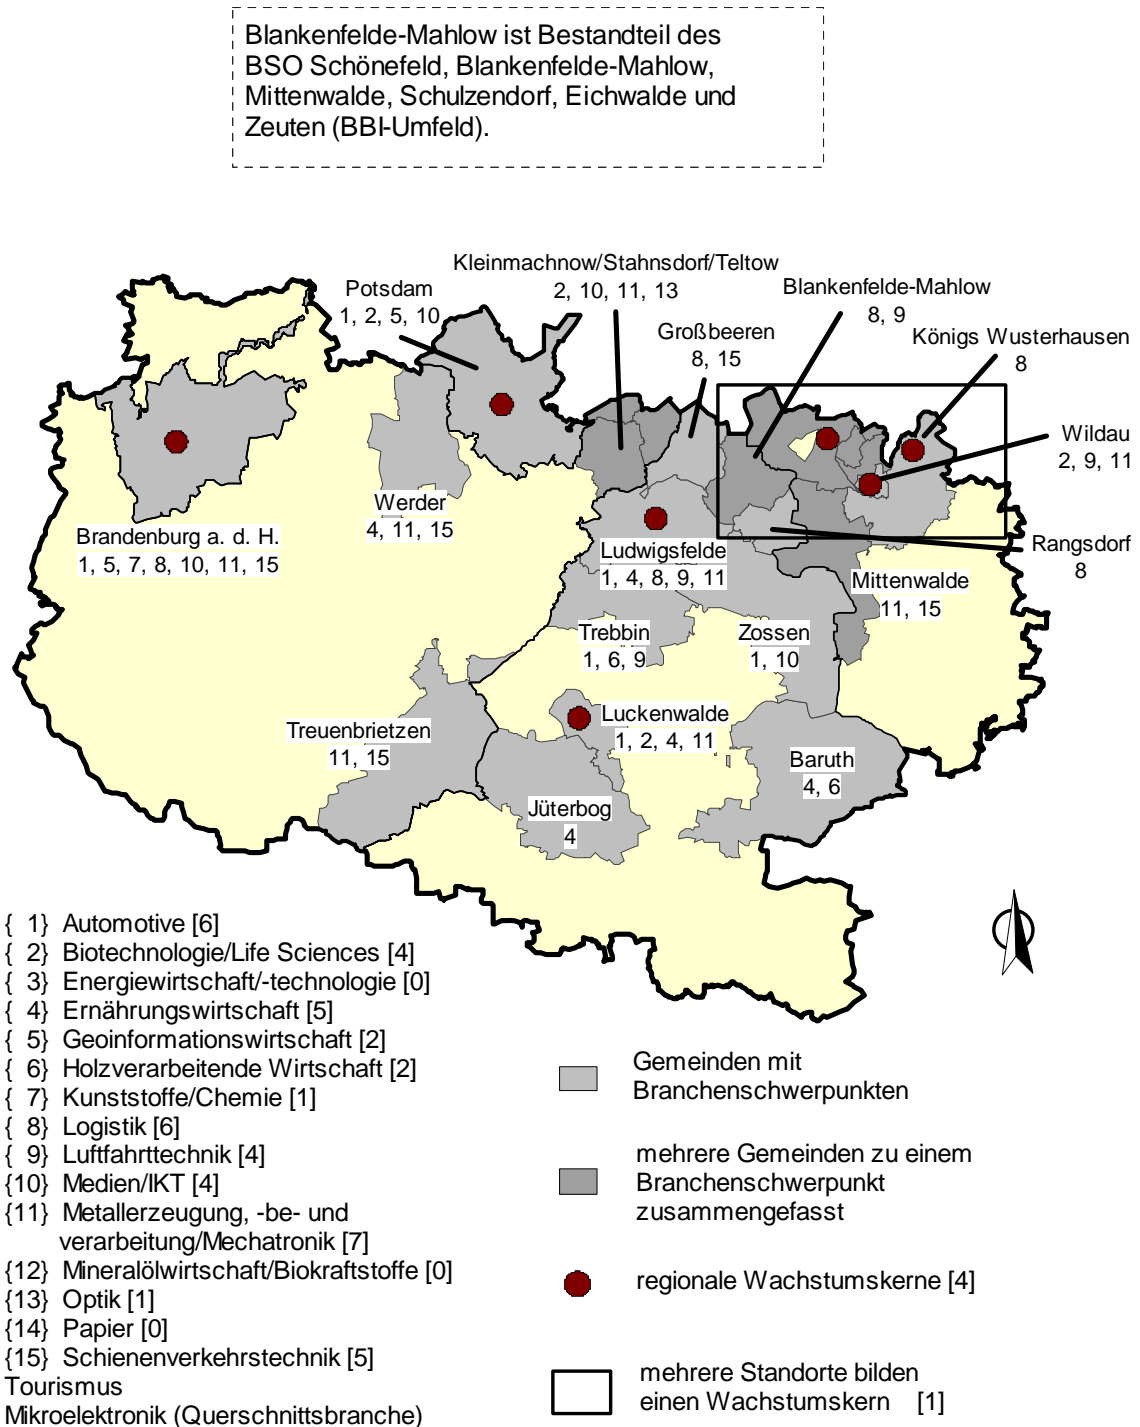 Blankenfelde-Mahlow ist Bestandteil des
BSO Schönefeld, Blankenfelde-Mahlow,
Mittenwalde, Schulzendorf, Eichwalde und
Zeuten (BBI-Umfeld).
Kleinmachnow/Stahnsdorf/Teltow
2, 10, 11, 13
Potsdam
1, 2, 5, 10
Blankenfelde-Mahlow
8, 9
Großbeeren
8, 15
Königs Wusterhausen
8
Wildau
2, 9, 11
Werder
4, 11, 15
Brandenburg a. d. H.
1, 5, 7, 8, 10, 11, 15
Rangsdorf
8
Ludwigsfelde
1, 4, 8, 9, 11
Mittenwalde
11, 15
Trebbin
1, 6, 9
Zossen
1, 10
Treuenbrietzen
11, 15
Luckenwalde
1, 2, 4, 11
Baruth
4, 6
Jüterbog
4
{ 1} Automotive [6]
{ 2} Biotechnologie/Life Sciences [4]
{ 3} Energiewirtschaft/-technologie [0]
{ 4} Ernährungswirtschaft [5]
{ 5} Geoinformationswirtschaft [2]
{ 6} Holzverarbeitende Wirtschaft [2]
{ 7} Kunststoffe/Chemie [1]
{ 8} Logistik [6]
{ 9} Luftfahrttechnik [4]
{10} Medien/IKT [4]
{11} Metallerzeugung, -be- und
verarbeitung/Mechatronik [7]
{12} Mineralölwirtschaft/Biokraftstoffe [0]
{13} Optik [1]
{14} Papier [0]
{15} Schienenverkehrstechnik [5]
Tourismus
Mikroelektronik (Querschnittsbranche)
Gemeinden mit
Branchenschwerpunkten
mehrere Gemeinden zu einem
Branchenschwerpunkt
zusammengefasst
regionale Wachstumskerne [4]
mehrere Standorte bilden
einen Wachstumskern [1]